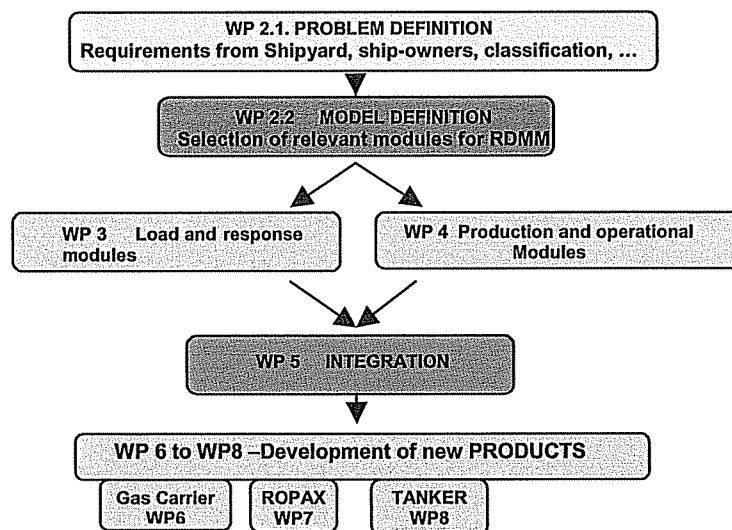 WP 2.1. PROBLEM DEFINITION
Requirements from Shipyard, ship-owners, classification, ...
WP 2.2 MODEL DEFINITION
Selection of relevant modules for RDMM
WP 3 Load and response
modules
WP 4 Production and operational
Modules
WP 5 INTEGRATION
WP 6 to WP8 –Development of new PRODUCTS
Gas Carrier
WP6
ROPAX
WP7
TANKER
WP8